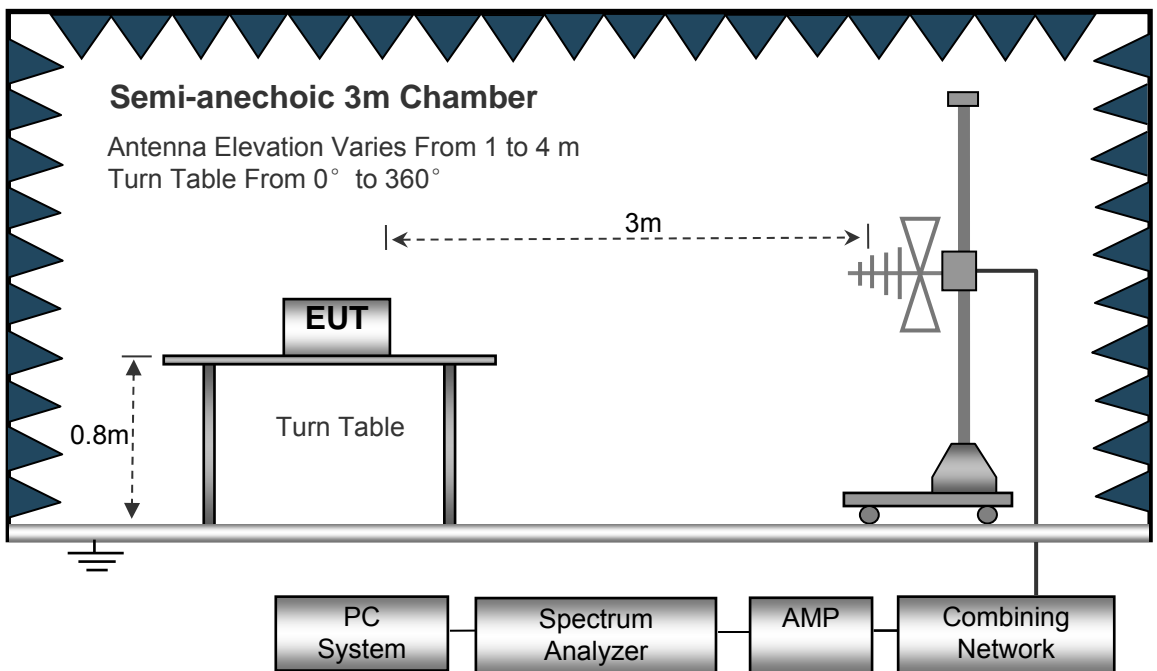 Semi-anechoic 3m Chamber
Antenna Elevation Varies From 1 to 4 m
Turn Table From 0° to 360°
3m
EUT
0.8m
Turn Table
PC
System
Spectrum
Analyzer
AMP
Combining
Network